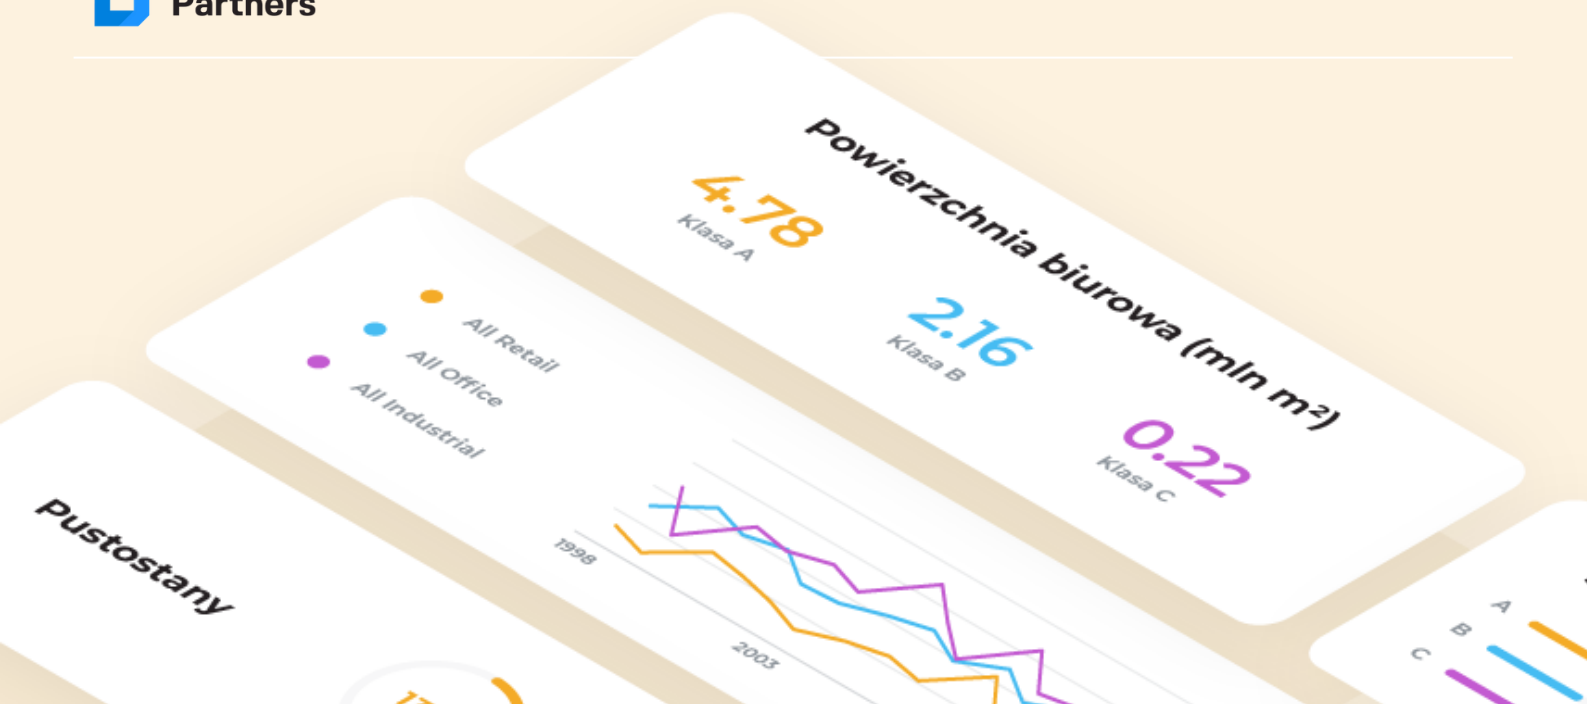 Partners
Powierzchnia biurowa (mln m²)
4.78
Klasa A
2.16
Klasa B
0.22
Klasa C
All Retail
All Office
All Industrial
1998
2003
Pustostany
A
B
C